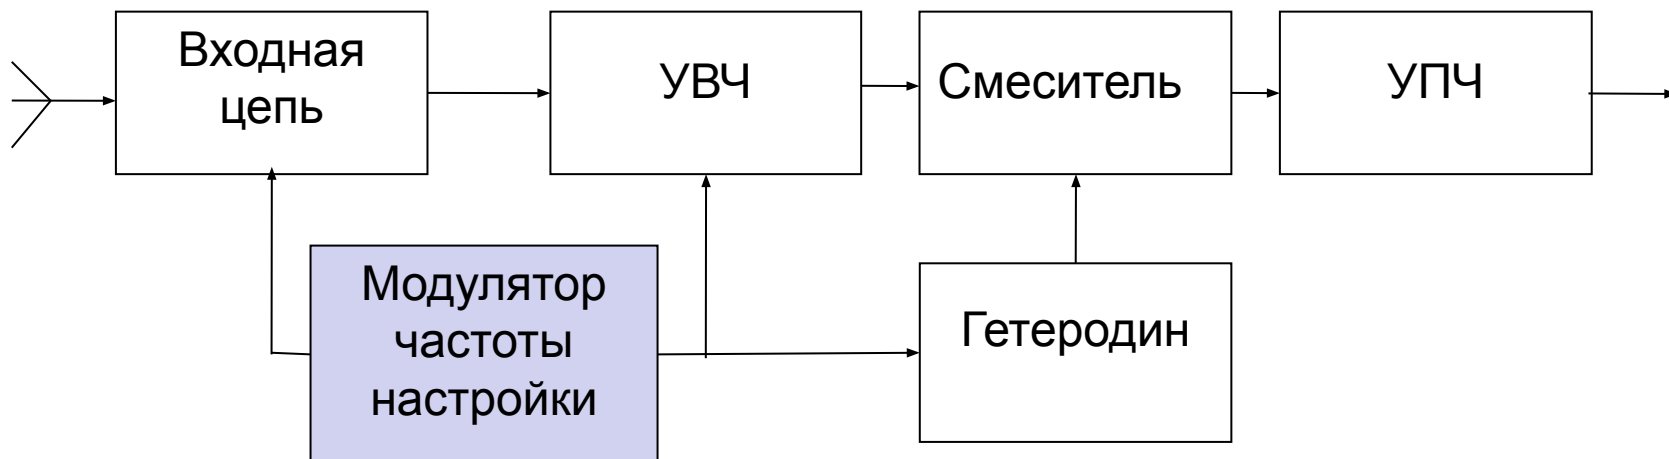 Входная
цепь
УВЧ
Смеситель
УПЧ
Модулятор
частоты
настройки
Гетеродин